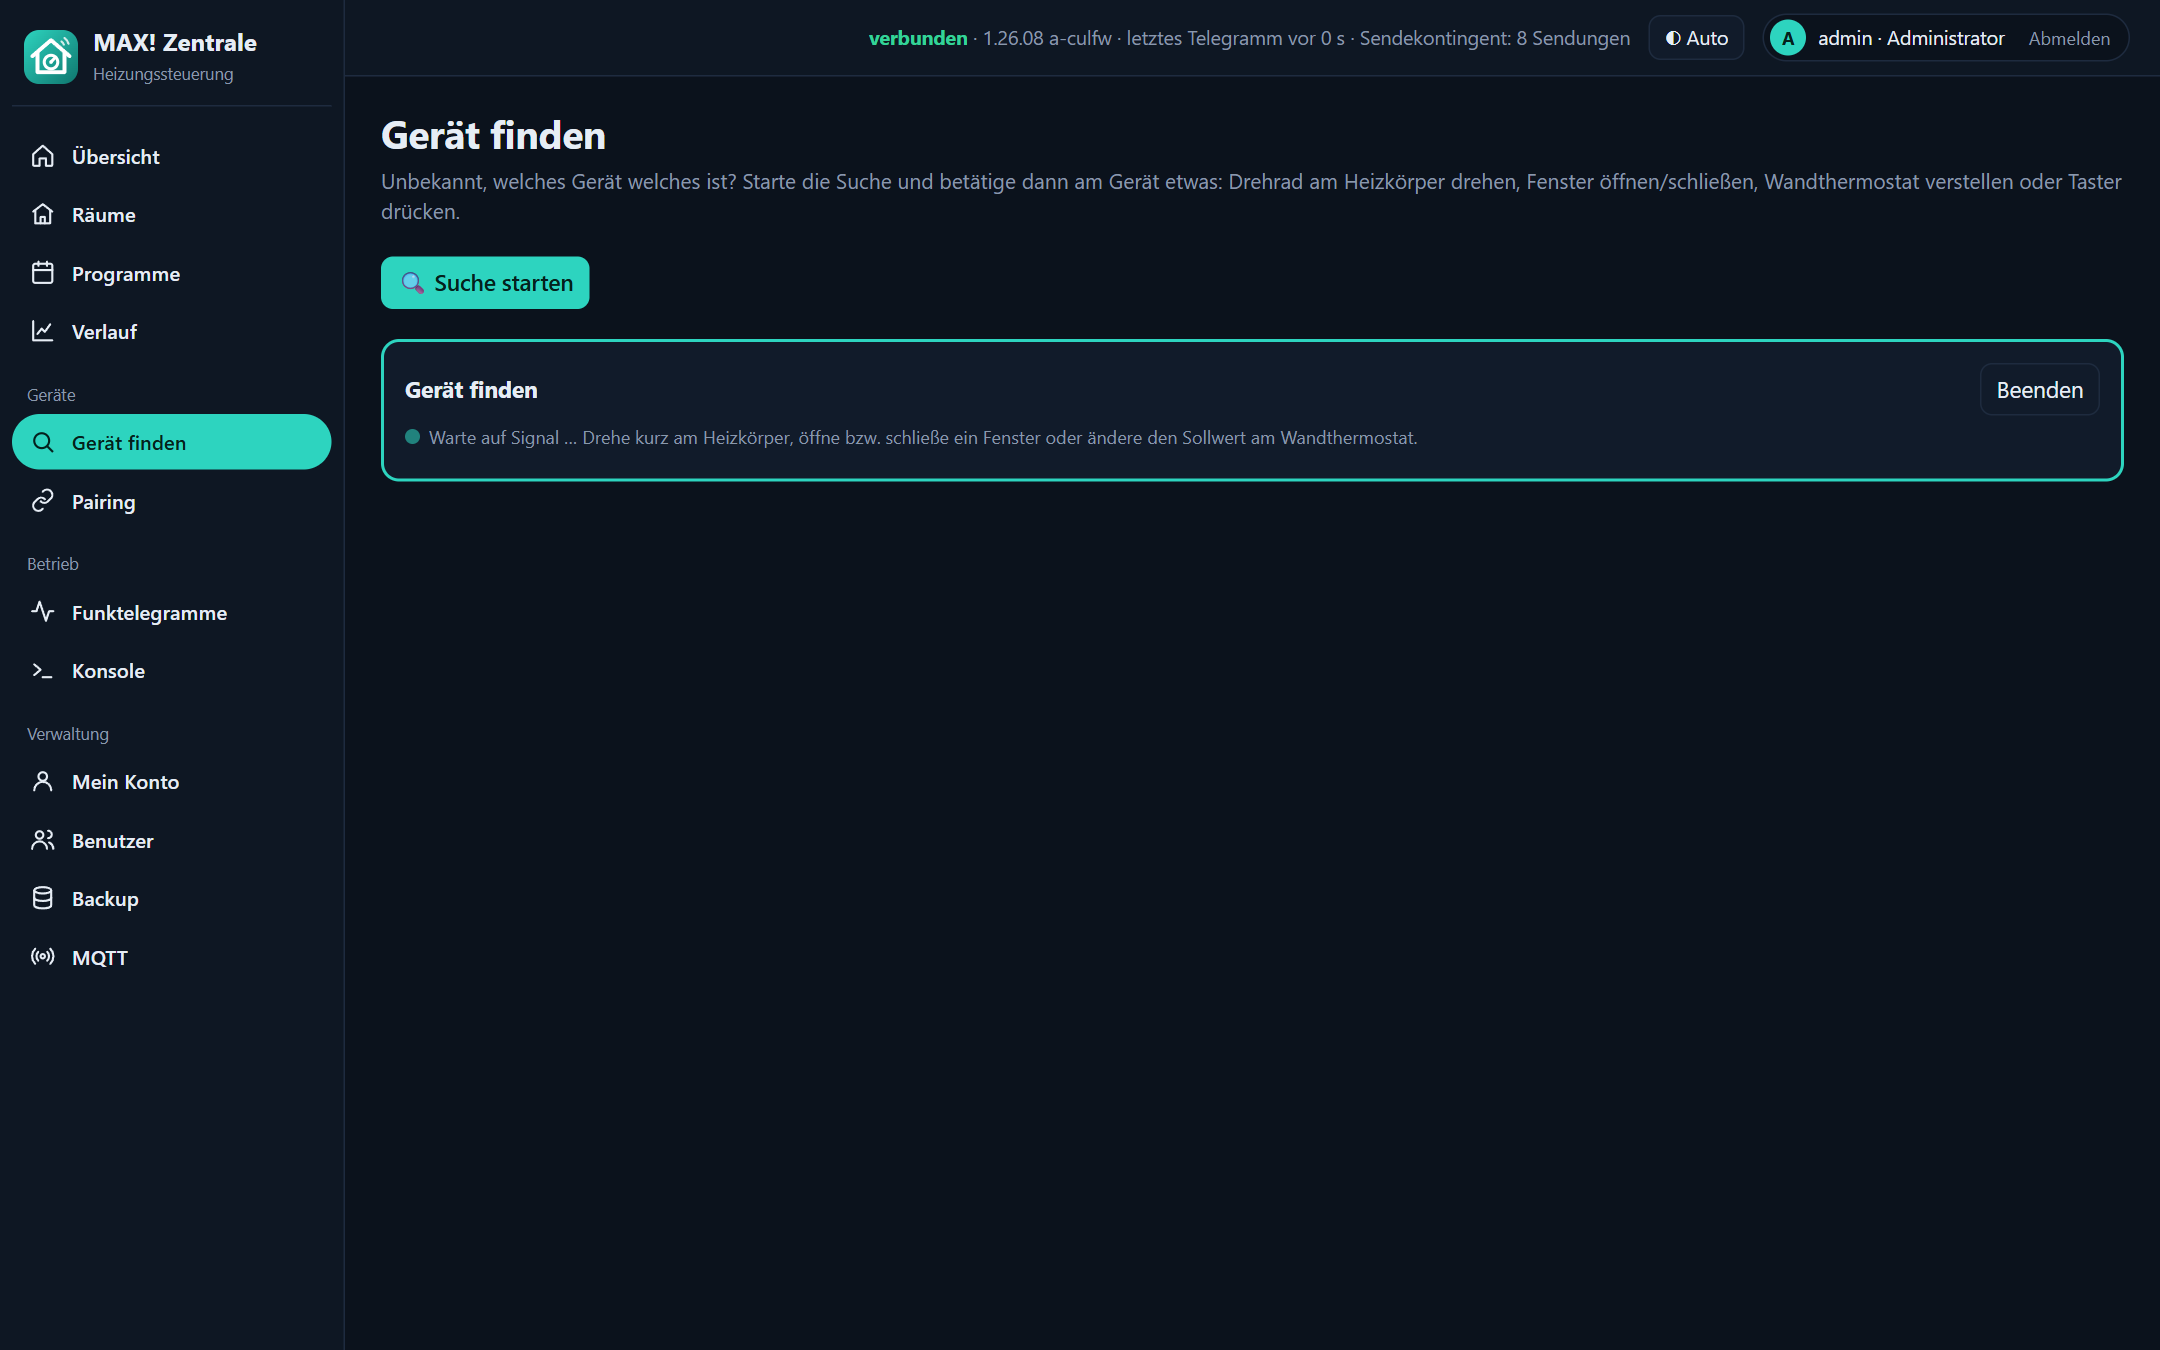 MAX! Zentrale
Heizungssteuerung
verbunden · 1.26.08 a-culfw · letztes Telegramm vor 0 s · Sendekontingent: 8 Sendungen
Auto
A
admin · Administrator
Abmelden
Übersicht
Räume
Programme
Verlauf
Geräte
Gerät finden
Pairing
Betrieb
Funktelegramme
Konsole
Verwaltung
Mein Konto
Benutzer
Backup
MQTT
Gerät finden
Unbekannt, welches Gerät welches ist? Starte die Suche und betätige dann am Gerät etwas: Drehrad am Heizkörper drehen, Fenster öffnen/schließen, Wandthermostat verstellen oder Taster
drücken.
Suche starten
Gerät finden
Beenden
Warte auf Signal ... Drehe kurz am Heizkörper, öffne bzw. schließe ein Fenster oder ändere den Sollwert am Wandthermostat.